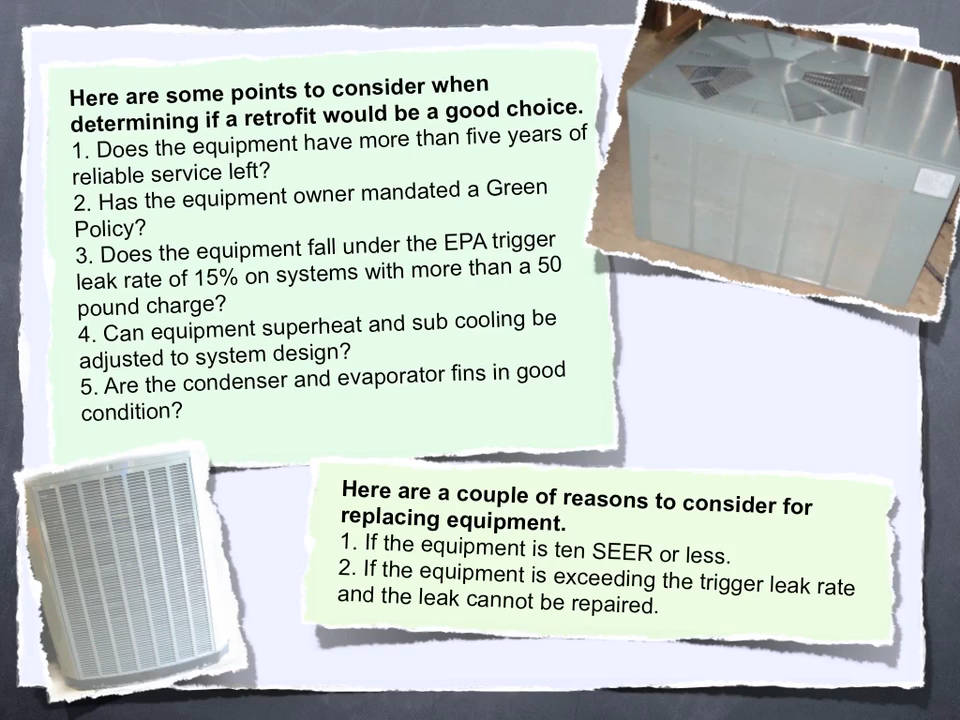 Here are some points to consider when
determining if a retrofit would be a good choice.
1. Does the equipment have more than five years of
reliable service left?
2. Has the equipment owner mandated a Green
Policy?
3. Does the equipment fall under the EPA trigger
leak rate of 15% on systems with more than a 50
pound charge?
4. Can equipment superheat and sub cooling be
adjusted to system design?
5. Are the condenser and evaporator fins in good
condition?
Here are a couple of reasons to consider for
replacing equipment.
1. If the equipment is ten SEER or less.
2. If the equipment is exceeding the trigger leak rate
and the leak cannot be repaired.